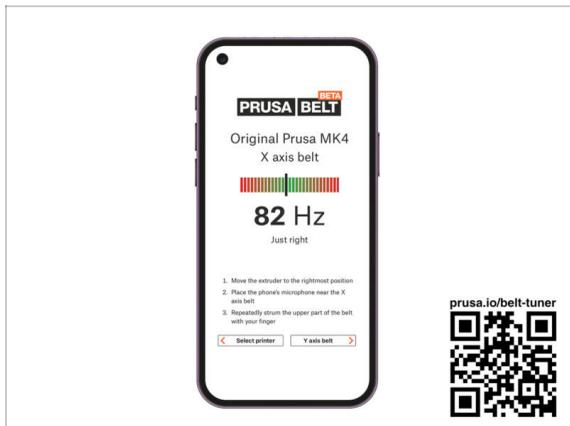 BETA
PRUSA BELT
Original Prusa MK4
X axis belt
82 Hz
Just right
1. Move the extruder to the rightmost position
2. Place the phone's microphone near the X
axis belt
3. Repeatedly strum the upper part of the belt
with your finger
< Select printer
Y axis belt >
prusa.io/belt-tuner